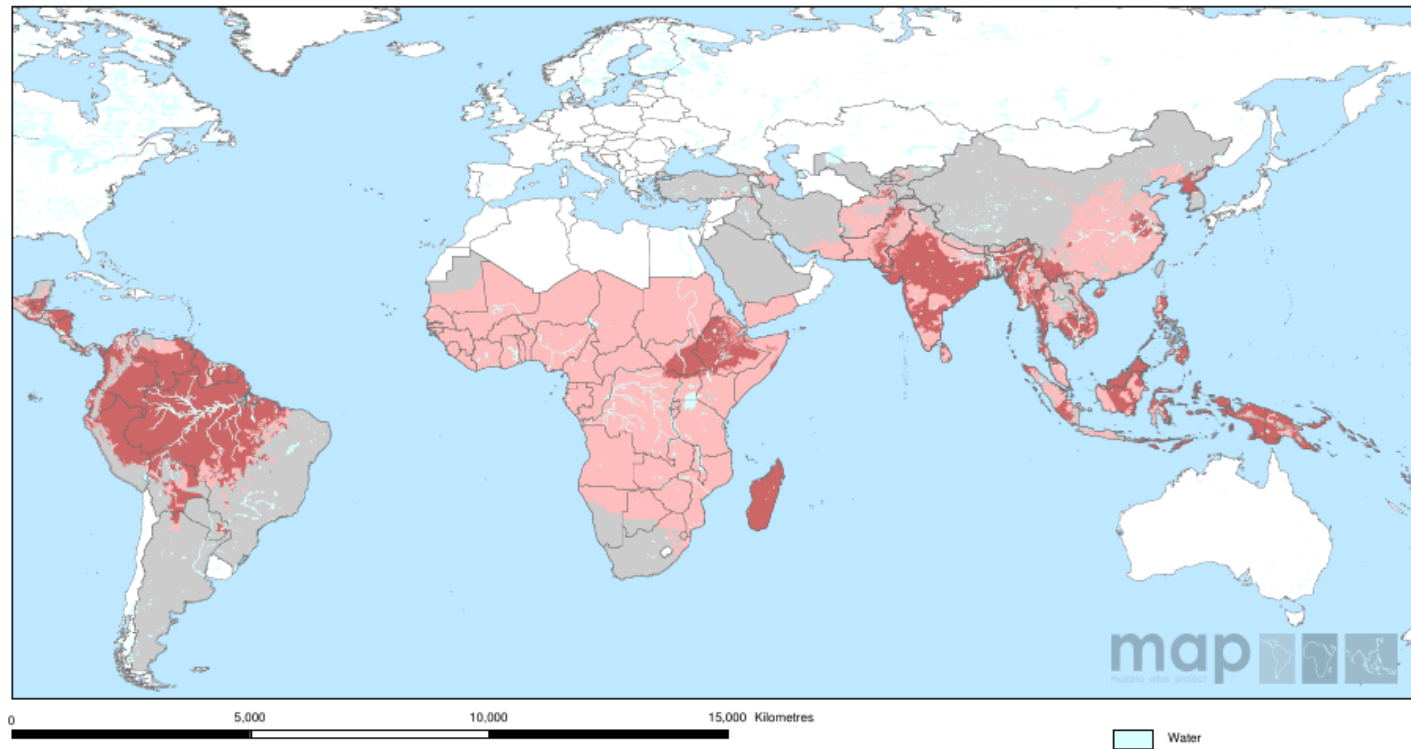 map
malaria atlas project
0 5,000 10,000 15,000 Kilometres
Water